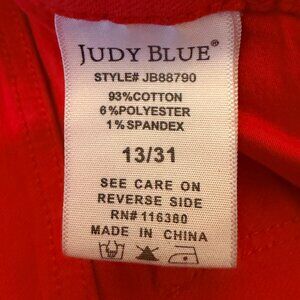 JUDY BLUE®
STYLE# JB88790
93%COTTON
6%POLYESTER
1%SPANDEX
13/31
SEE CARE ON
REVERSE SIDE
RN# 116380
MADE IN CHINA